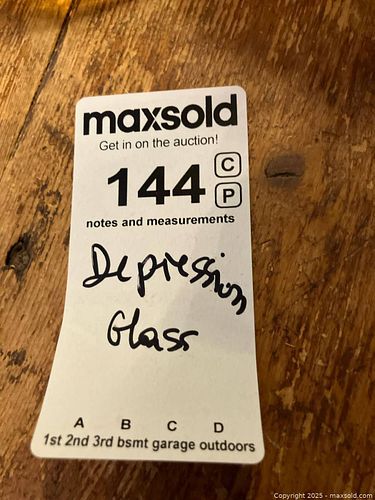 maxsold
Get in on the auction!
144 C
P
notes and measurements
Depression
Glass
A B C D
1st 2nd 3rd bsmt garage outdoors
Copyright 2025 - maxsold.com